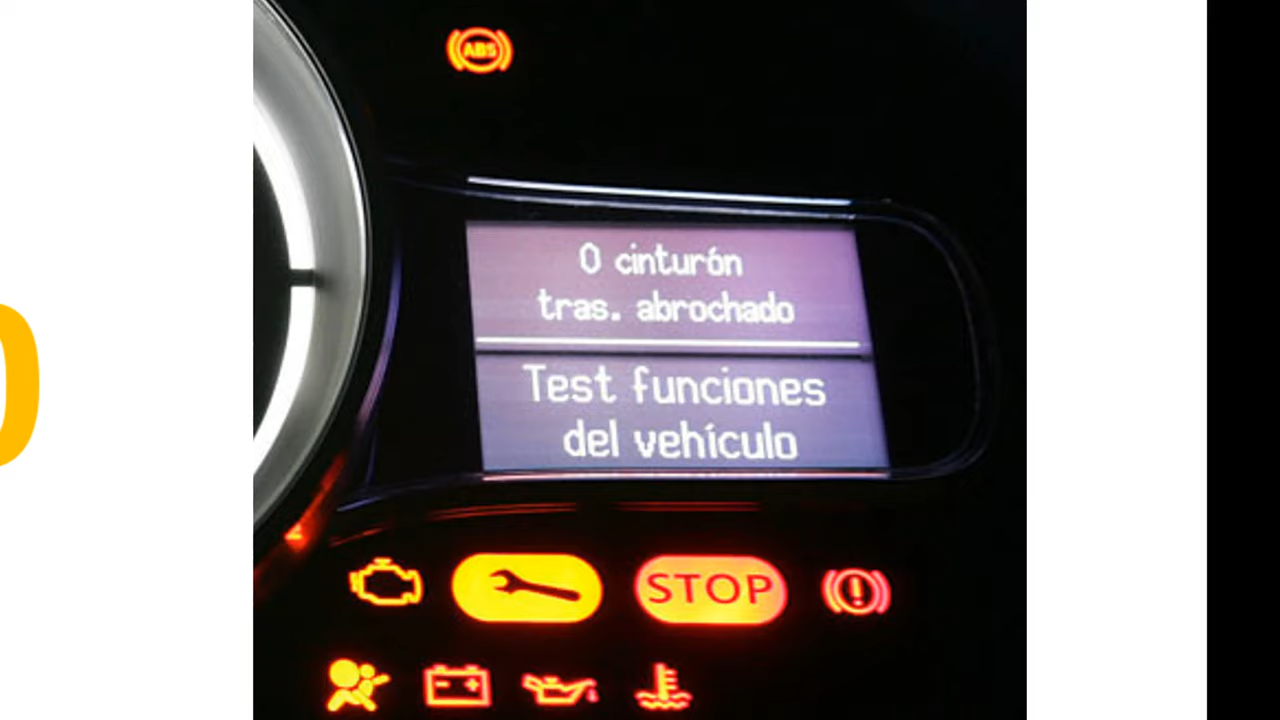 ABS
0 cinturón
tras. abrochado
Test funciones
del vehículo
STOP